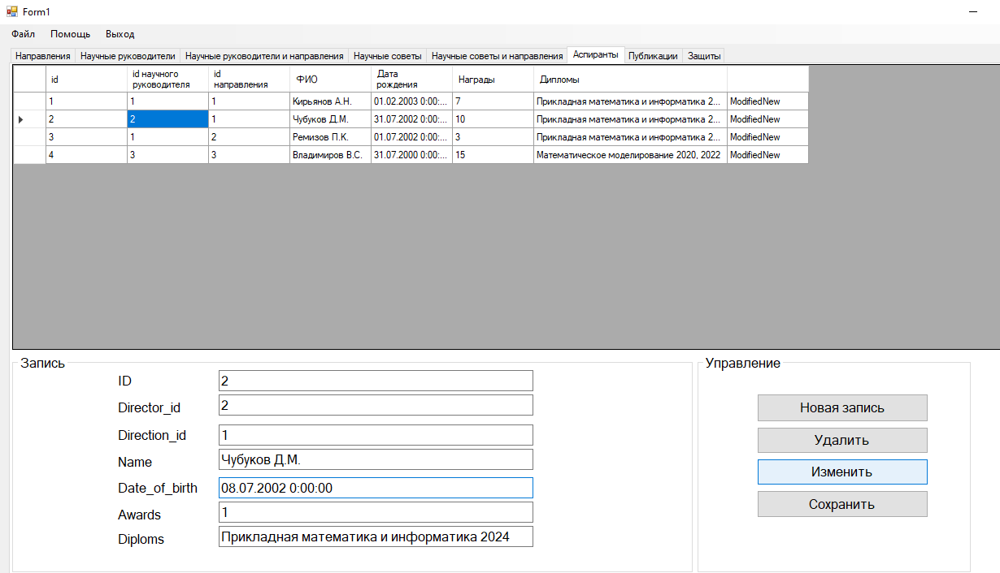 Form1
Файл Помощь Выход
Направления Научные руководители Научные руководители и направления Научные советы Научные советы и направления Аспиранты Публикации Защиты
id id научного руководителя id направления ФИО Дата рождения Награды Дипломы
1 1 1 Кирьянов А.Н. 01.02.2003 0:00:... 7 Прикладная математика и информатика 2... ModifiedNew
2 2 1 Чубуков Д.М. 31.07.2002 0:00:... 10 Прикладная математика и информатика 2... ModifiedNew
3 1 2 Ремизов П.К. 01.07.2002 0:00:... 3 Прикладная математика и информатика 2... ModifiedNew
4 3 3 Владимиров В.С. 31.07.2000 0:00:... 15 Математическое моделирование 2020, 2022 ModifiedNew
Запись
ID 2
Director_id 2
Direction_id 1
Name Чубуков Д.М.
Date_of_birth 08.07.2002 0:00:00
Awards 1
Diploms Прикладная математика и информатика 2024
Управление
Новая запись
Удалить
Изменить
Сохранить